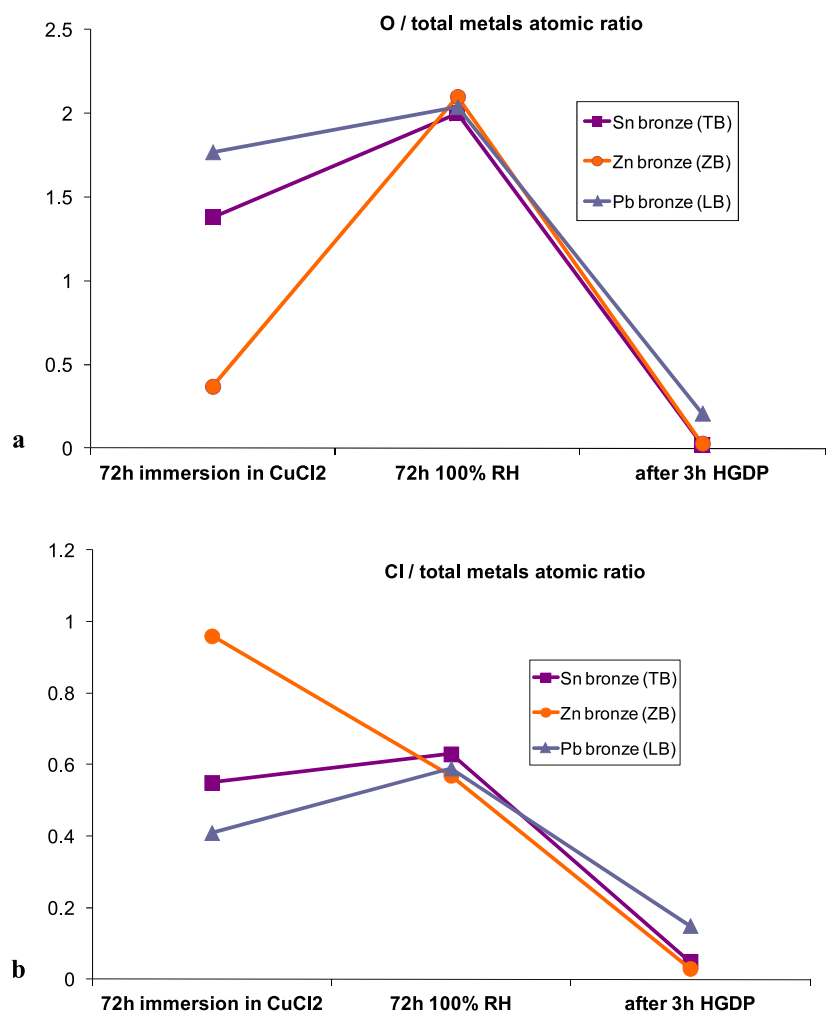 O / total metals atomic ratio
2.5
2
1.5
1
0.5
0
Sn bronze (TB)
Zn bronze (ZB)
Pb bronze (LB)
a
72h immersion in CuCl2 72h 100% RH after 3h HGDP
Cl / total metals atomic ratio
1.2
1
0.8
0.6
0.4
0.2
0
Sn bronze (TB)
Zn bronze (ZB)
Pb bronze (LB)
b
72h immersion in CuCl2 72h 100% RH after 3h HGDP